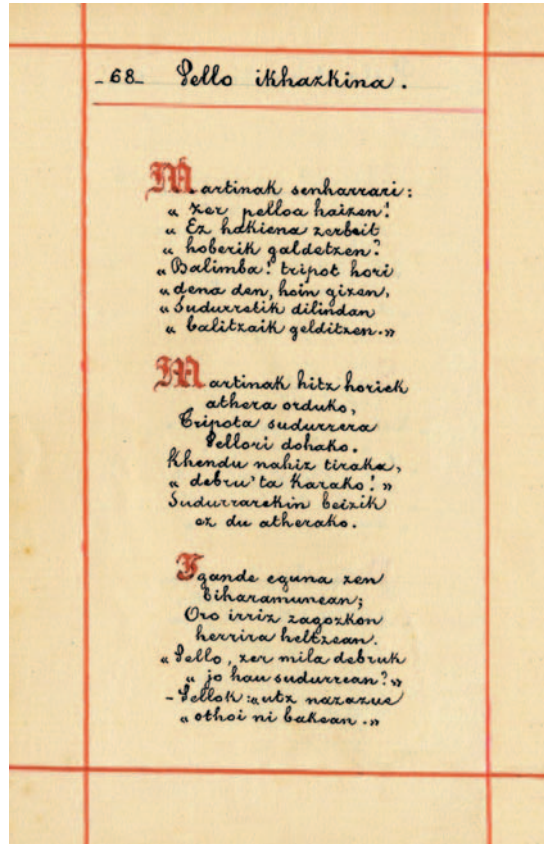 -68- Pello ikhazkina.
Martinak senharrari:
« Zer pelloa haizen!
« Ez hakiena zerbeit
« hoberik galdetzen?
« Balimba! tripot hori
« dena den, hoin gizen,
« Sudurretik dilindan
« balitzaik gelditzen.»
Martinak hitz horiek
athera orduko,
Tripota sudurrera
Pellori dohako.
Khendu nahiz tiraka,
« debru'ta Karako!»
Sudurrarekin beizik
ez du atherako.
Igande eguna zen
biharamunean;
Oro irriz zagozkon
herrira heltzean.
« Pello, zer mila debruk
« jo hau sudurrean?»
- Pellok: « utz nazazue
« othoi ni bakean.»